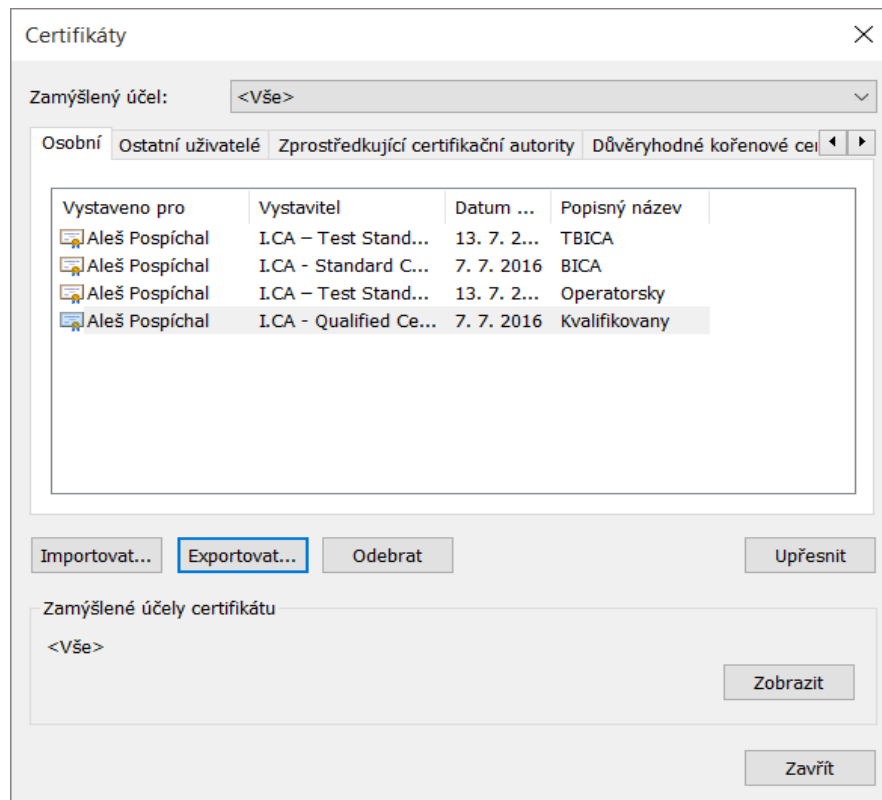 Certifikáty
Zamýšlený účel: <Vše>
Osobní Ostatní uživatelé Zprostředkující certifikační autority Důvěryhodné kořenové cer
Vystaveno pro Vystavitel Datum ... Popisný název
Aleš Pospíchal I.CA – Test Stand... 13. 7. 2... TBICA
Aleš Pospíchal I.CA - Standard C... 7. 7. 2016 BICA
Aleš Pospíchal I.CA – Test Stand... 13. 7. 2... Operatorsky
Aleš Pospíchal I.CA - Qualified Ce... 7. 7. 2016 Kvalifikovany
Importovat... Exportovat... Odebrat Upřesnit
Zamýšlené účely certifikátu
<Vše>
Zobrazit
Zavřít